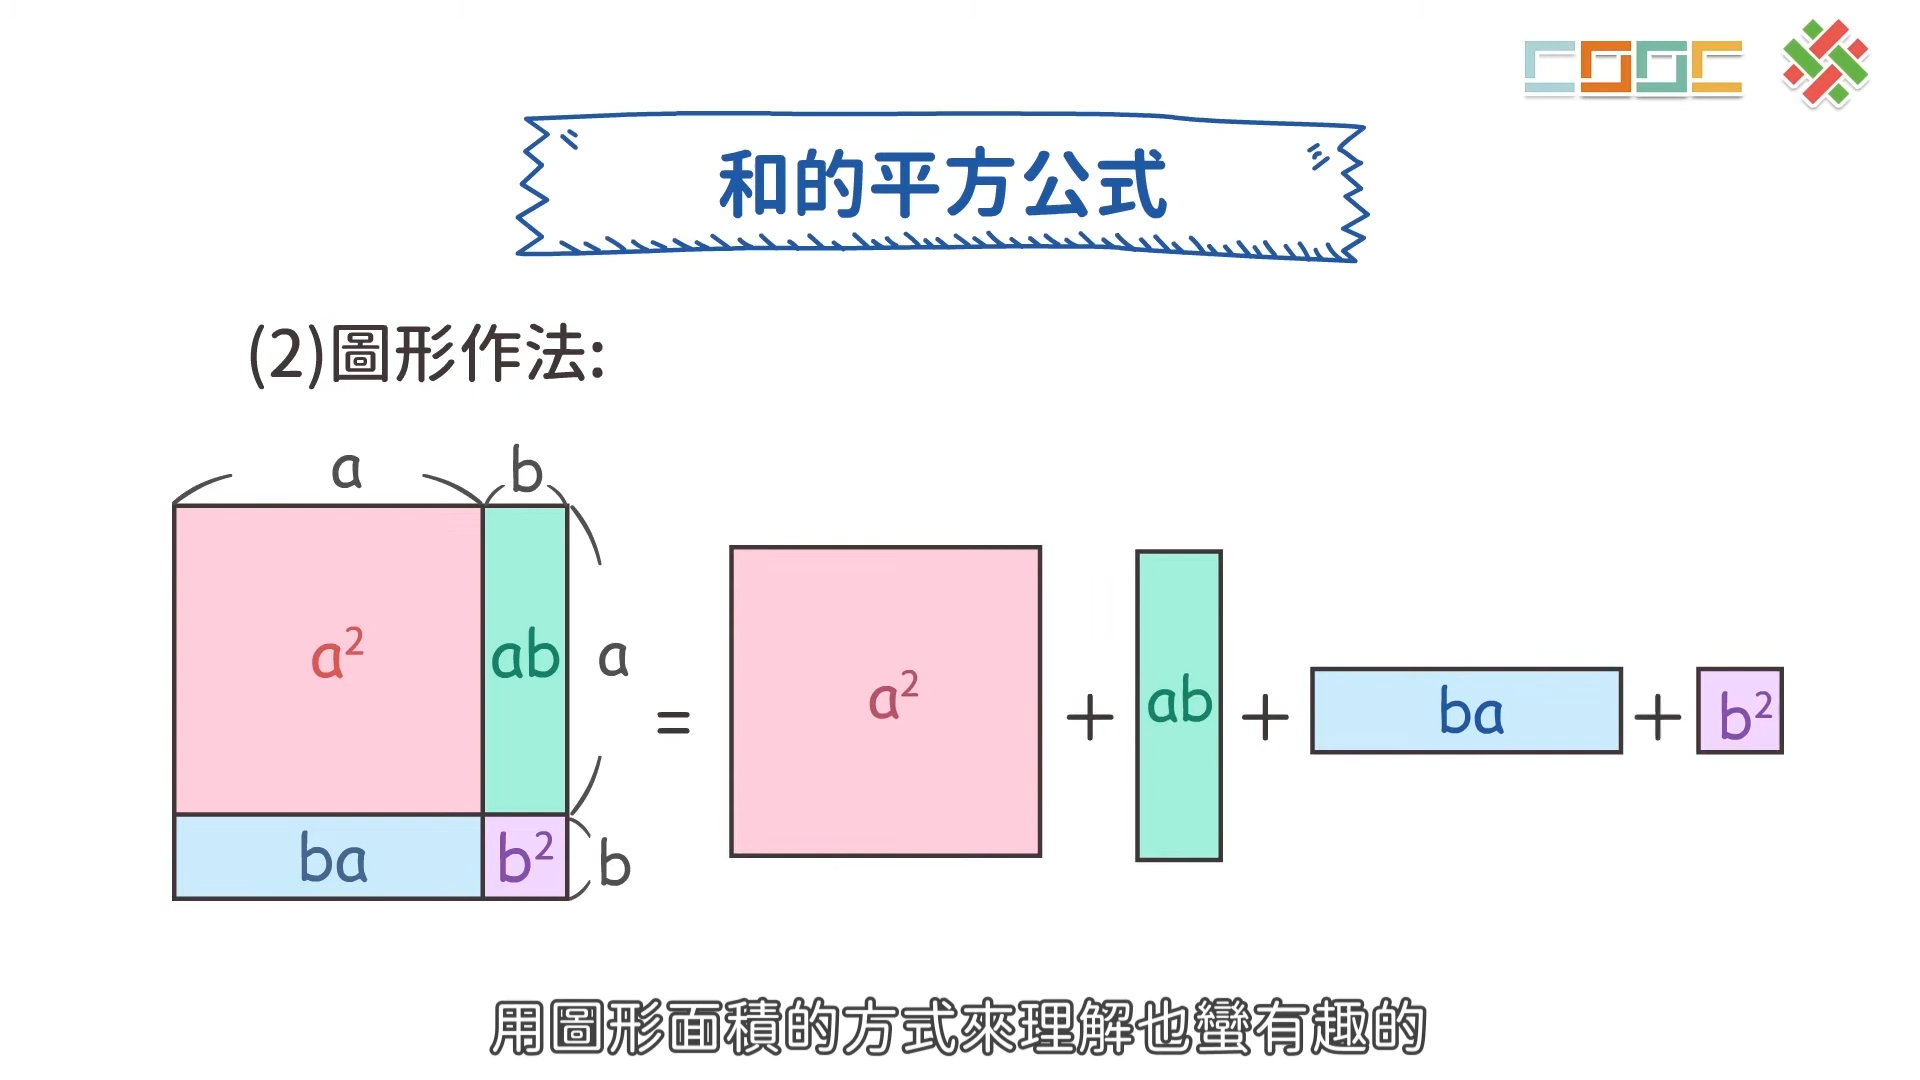 COOC
和的平方公式
(2)圖形作法:
a b
a² ab a
ba b² b
= a² + ab + ba + b²
用圖形面積的方式來理解也蠻有趣的